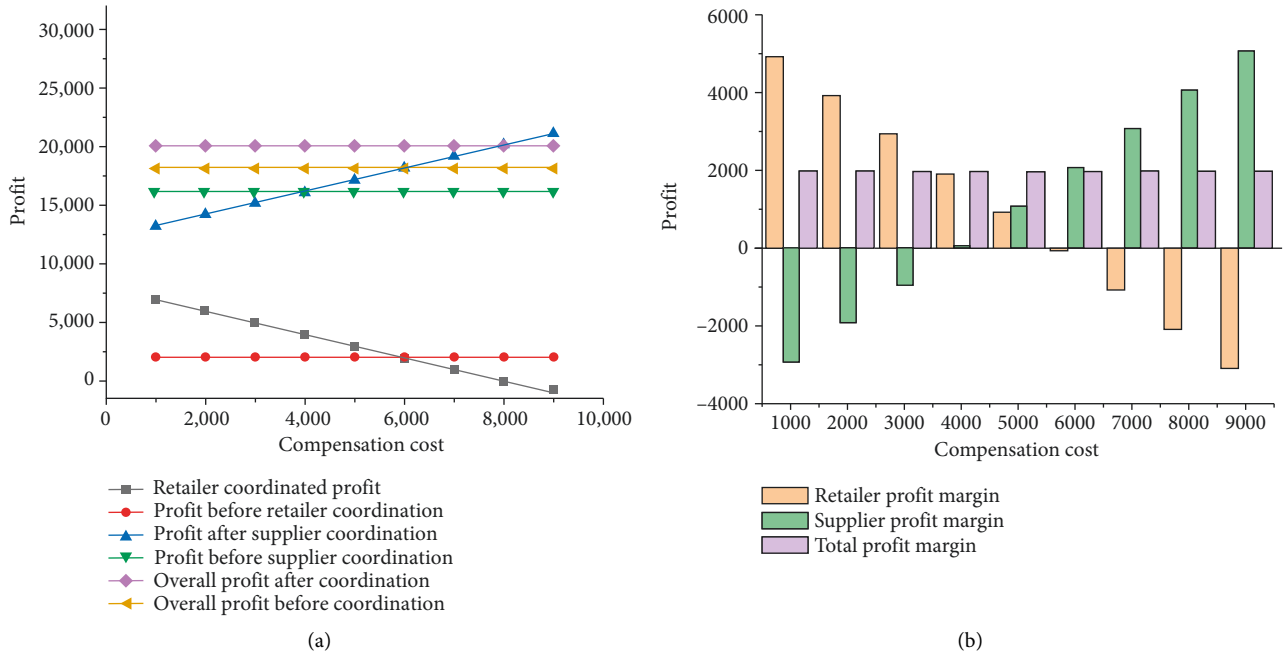 30,000
25,000
20,000
15,000
10,000
5,000
0
Profit
0
2,000
4,000
6,000
8,000
10,000
Compensation cost
Retailer coordinated profit
Profit before retailer coordination
Profit after supplier coordination
Profit before supplier coordination
Overall profit after coordination
Overall profit before coordination
(a)
6000
4000
2000
0
−2000
−4000
Profit
1000
2000
3000
4000
5000
6000
7000
8000
9000
Compensation cost
Retailer profit margin
Supplier profit margin
Total profit margin
(b)